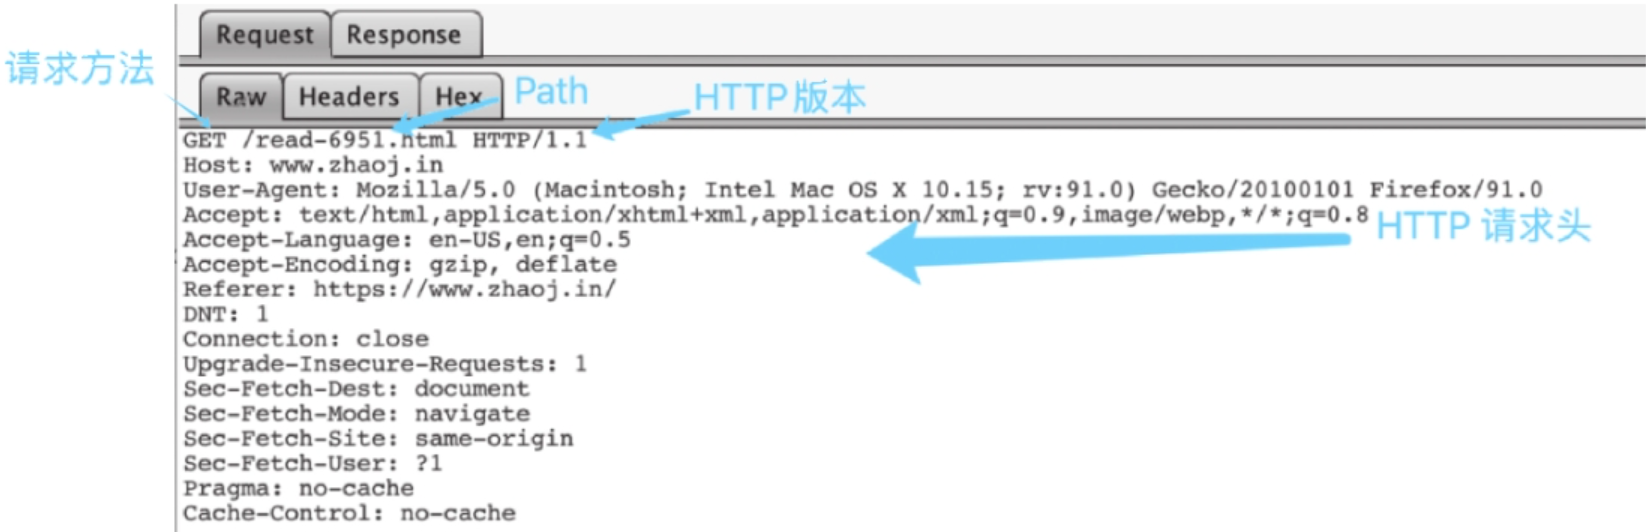 Request Response
请求方法
Raw Headers Hex Path HTTP版本
GET /read-6951.html HTTP/1.1
Host: www.zhaoj.in
User-Agent: Mozilla/5.0 (Macintosh; Intel Mac OS X 10.15; rv:91.0) Gecko/20100101 Firefox/91.0
Accept: text/html,application/xhtml+xml,application/xml;q=0.9,image/webp,*/*;q=0.8
HTTP 请求头
Accept-Language: en-US,en;q=0.5
Accept-Encoding: gzip, deflate
Referer: https://www.zhaoj.in/
DNT: 1
Connection: close
Upgrade-Insecure-Requests: 1
Sec-Fetch-Dest: document
Sec-Fetch-Mode: navigate
Sec-Fetch-Site: same-origin
Sec-Fetch-User: ?1
Pragma: no-cache
Cache-Control: no-cache